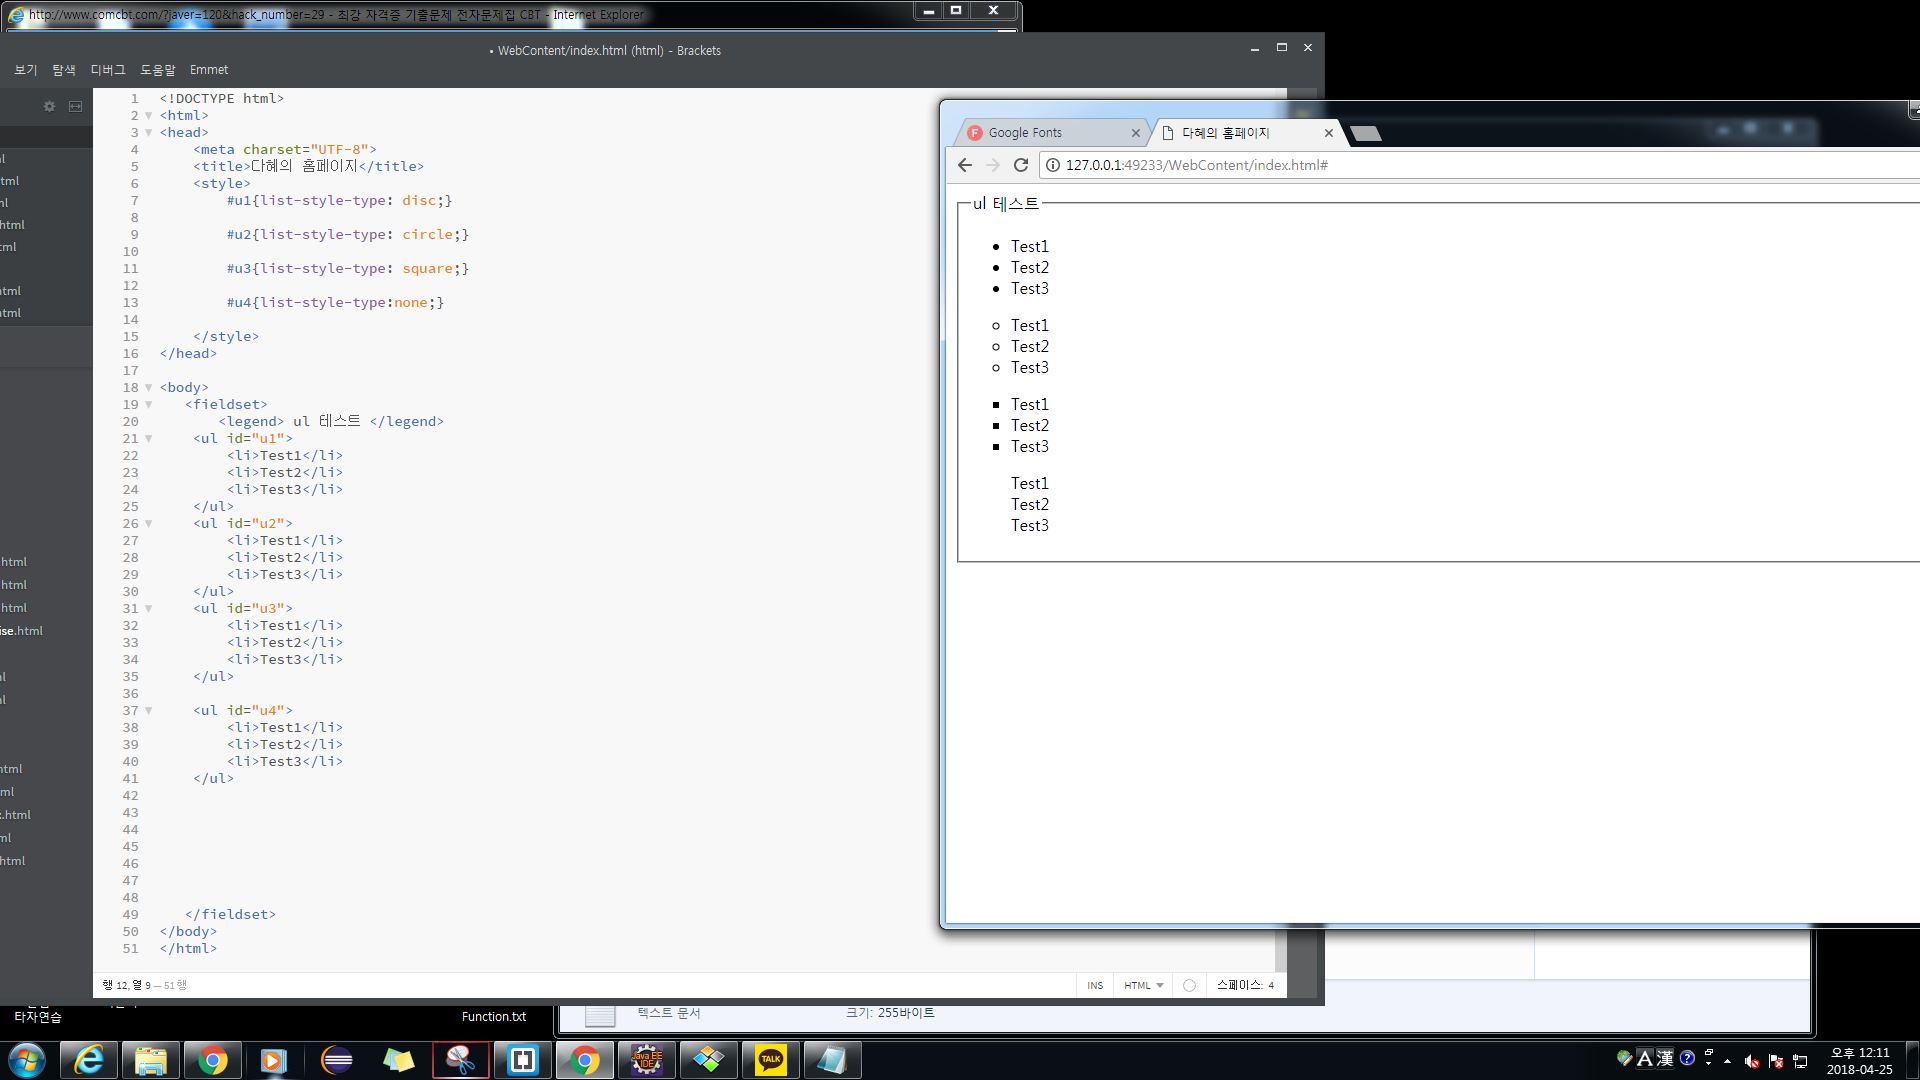 http://www.comcbt.com/?javer=120&hack_number=29 - 최강 자격증 기출문제 전자문제집 CBT - Internet Explorer
• WebContent/index.html (html) - Brackets
보기 탐색 디버그 도움말 Emmet
1 <!DOCTYPE html>
2 <html>
3 <head>
4 <meta charset="UTF-8">
5 <title>다혜의 홈페이지</title>
6 <style>
7 #u1{list-style-type: disc;}
8
9 #u2{list-style-type: circle;}
10
11 #u3{list-style-type: square;}
12
13 #u4{list-style-type:none;}
14
15 </style>
16 </head>
17
18 <body>
19 <fieldset>
20 <legend> ul 테스트 </legend>
21 <ul id="u1">
22 <li>Test1</li>
23 <li>Test2</li>
24 <li>Test3</li>
25 </ul>
26 <ul id="u2">
27 <li>Test1</li>
28 <li>Test2</li>
29 <li>Test3</li>
30 </ul>
31 <ul id="u3">
32 <li>Test1</li>
33 <li>Test2</li>
34 <li>Test3</li>
35 </ul>
36
37 <ul id="u4">
38 <li>Test1</li>
39 <li>Test2</li>
40 <li>Test3</li>
41 </ul>
42
43
44
45
46
47
48
49 </fieldset>
50 </body>
51 </html>
행 12, 열 9 — 51 행
INS HTML 스페이스: 4
Google Fonts
다혜의 홈페이지
127.0.0.1:49233/WebContent/index.html#
ul 테스트
Test1
Test2
Test3
Test1
Test2
Test3
Test1
Test2
Test3
Test1
Test2
Test3
타자연습
Function.txt
텍스트 문서
크기: 255바이트
Java EE IDE
TALK
A 漢
오후 12:11
2018-04-25